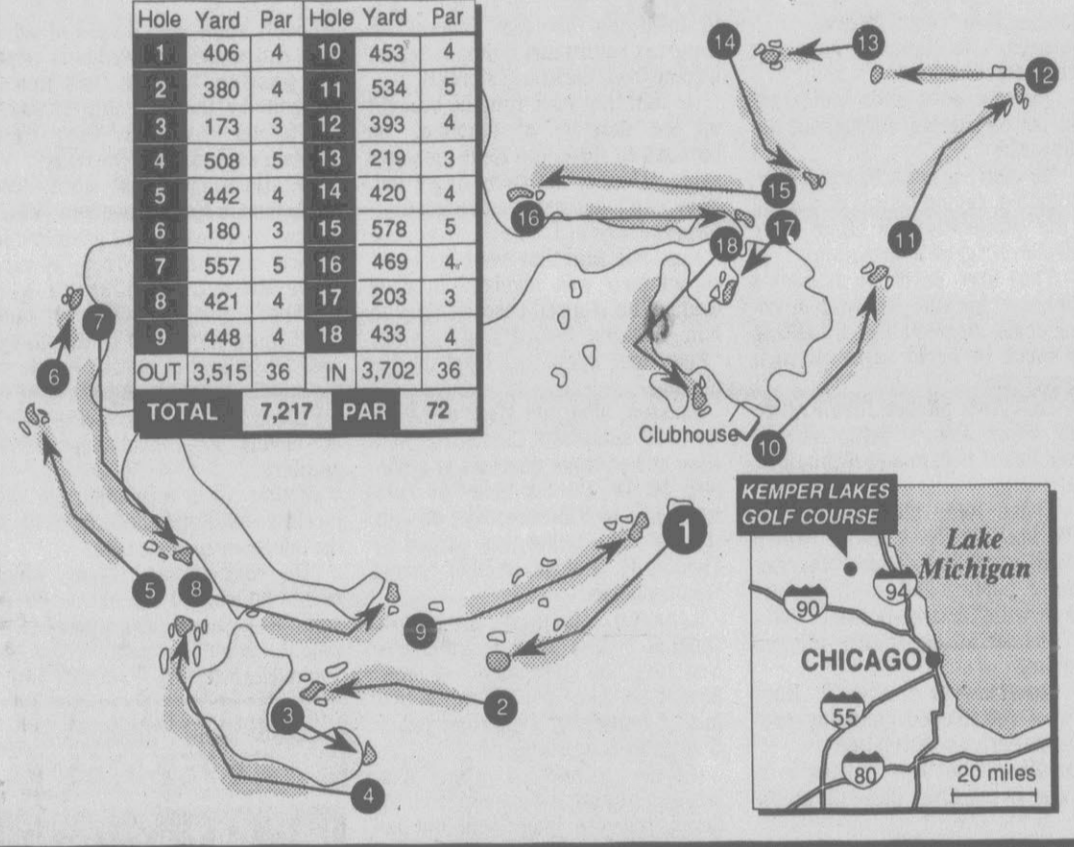 Hole Yard Par Hole Yard Par
1 406 4 10 453 4
2 380 4 11 534 5
3 173 3 12 393 4
4 508 5 13 219 3
5 442 4 14 420 4
6 180 3 15 578 5
7 557 5 16 469 4
8 421 4 17 203 3
9 448 4 18 433 4
OUT 3,515 36 IN 3,702 36
TOTAL 7,217 PAR 72
14
13
12
15
16
17
18
11
7
6
Clubhouse
10
1
5
8
9
2
3
4
KEMPER LAKES
GOLF COURSE
Lake
Michigan
94
90
CHICAGO
55
80
20 miles